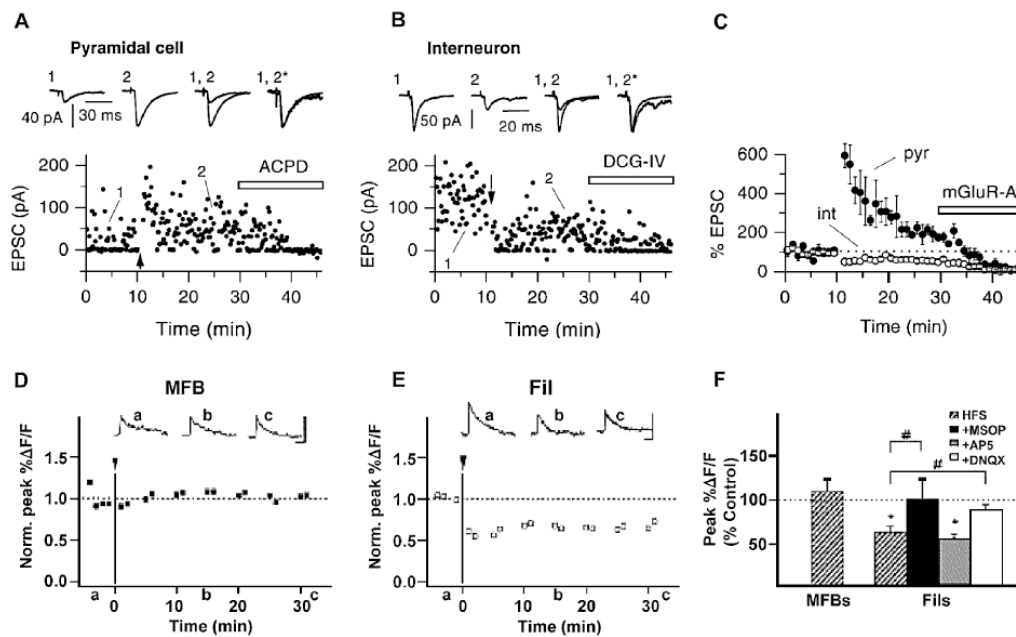 A
Pyramidal cell
1
2
1, 2
1, 2*
40 pA
30 ms
ACPD
1
2
EPSC (pA)
200
100
0
0
10
20
30
40
Time (min)
B
Interneuron
1
2
1, 2
1, 2*
50 pA
20 ms
DCG-IV
2
1
EPSC (pA)
200
100
0
0
10
20
30
40
Time (min)
C
pyr
mGluR-A
int
% EPSC
600
400
200
0
0
10
20
30
40
Time (min)
D
MFB
a
b
c
Norm. peak %ΔF/F
1.5
1.0
0.5
0.0
a
0
10
b
20
30
c
Time (min)
E
Fil
a
b
c
Norm. peak %ΔF/F
1.5
1.0
0.5
0.0
a
0
10
b
20
30
c
Time (min)
F
HFS
+MSOP
+AP5
+DNQX
#
#
*
*
Peak %ΔF/F
(% Control)
150
100
50
MFBs
Fils